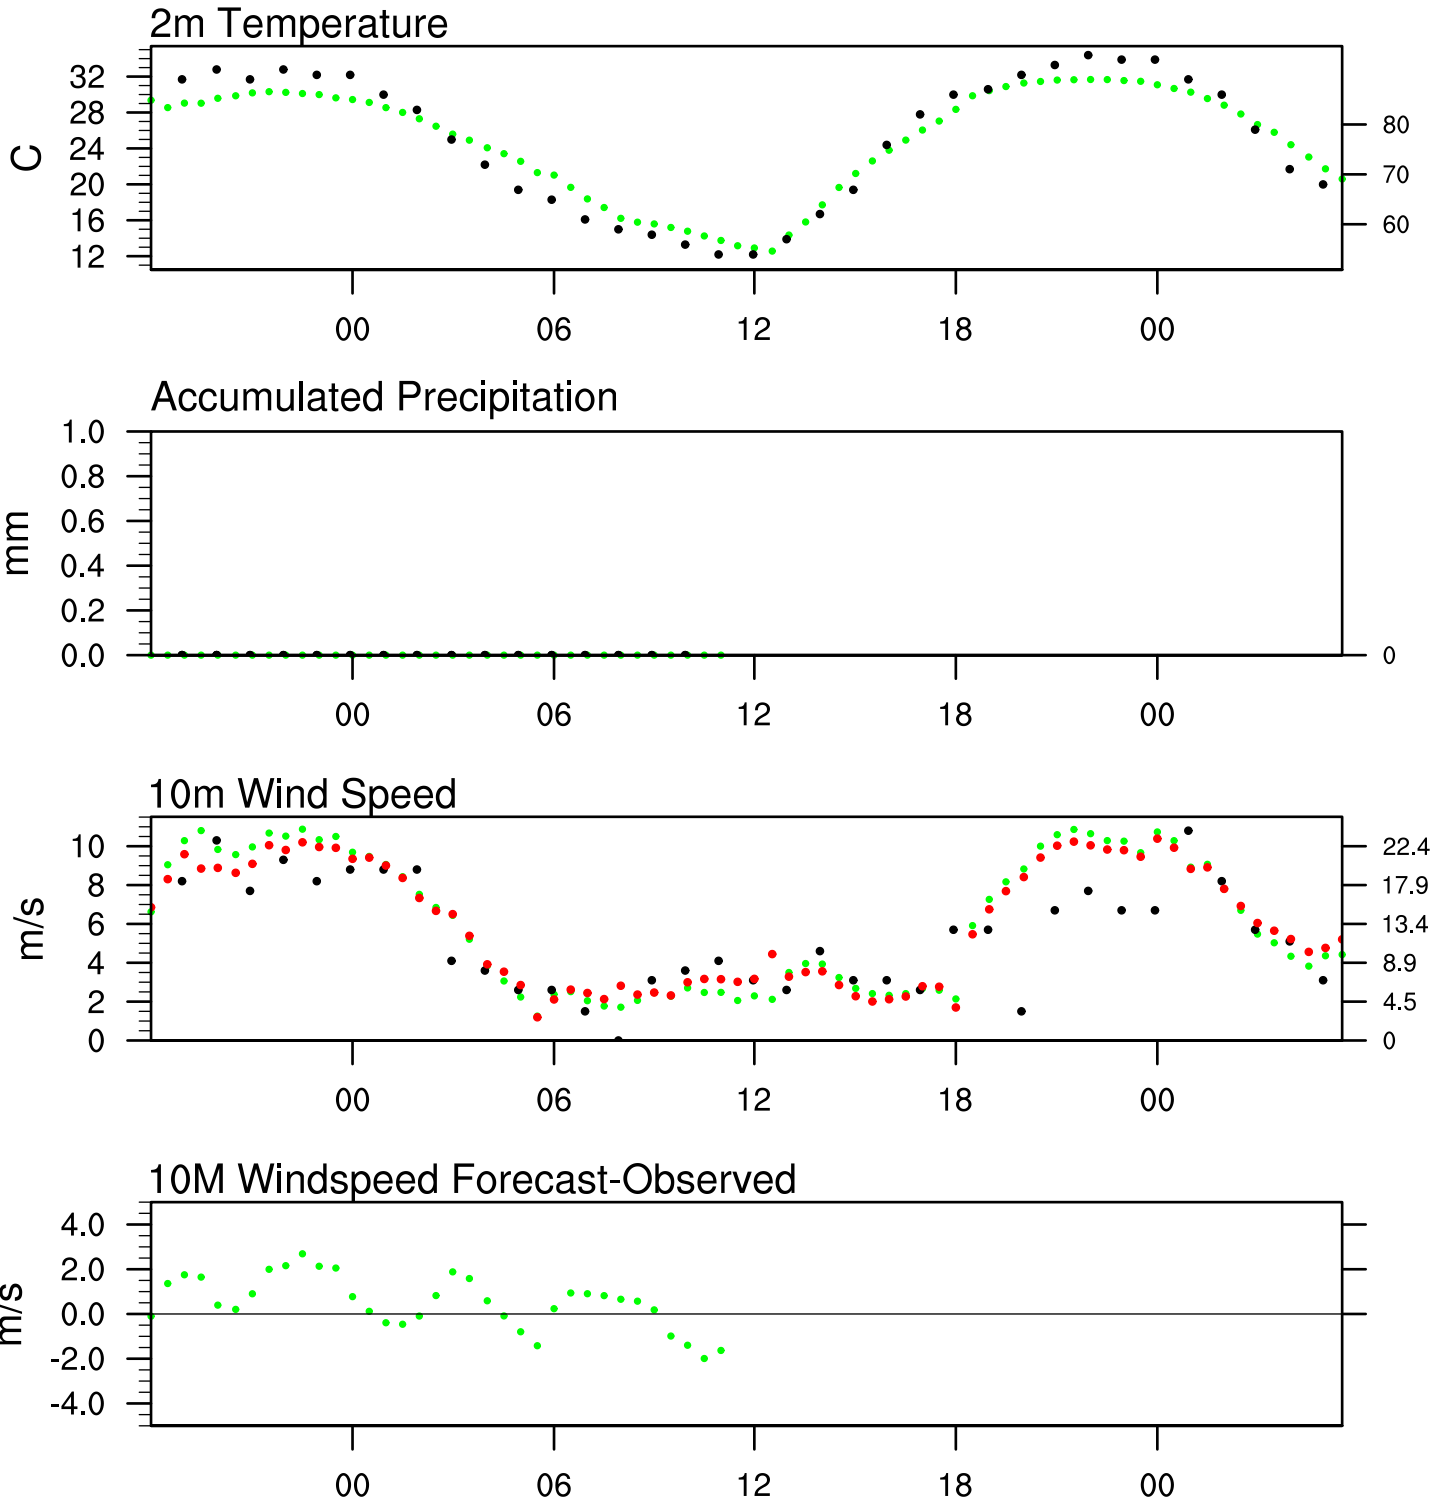 2m Temperature
C
32
28
24
20
16
12
80
70
60
00 06 12 18 00
Accumulated Precipitation
mm
1.0
0.8
0.6
0.4
0.2
0.0
0
00 06 12 18 00
10m Wind Speed
m/s
10
8
6
4
2
0
22.4
17.9
13.4
8.9
4.5
0
00 06 12 18 00
10M Windspeed Forecast-Observed
m/s
4.0
2.0
0.0
-2.0
-4.0
00 06 12 18 00